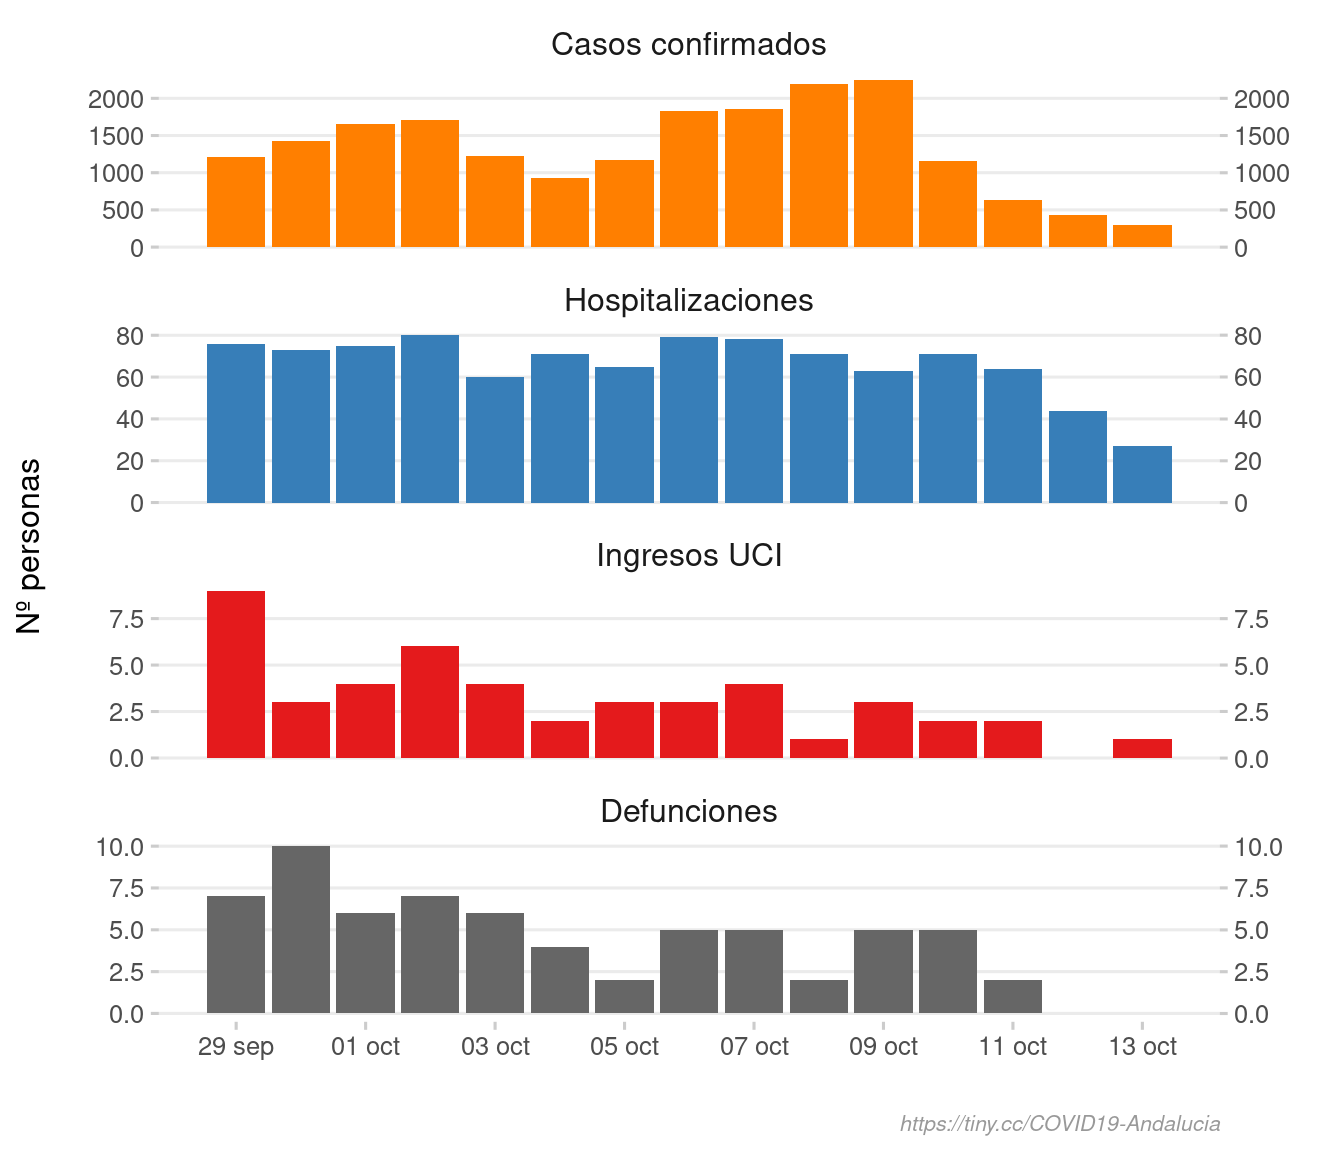 Casos confirmados
2000 2000
1500 1500
1000 1000
500 500
0 0
Hospitalizaciones
80 80
60 60
40 40
20 20
0 0
Nº personas
Ingresos UCI
7.5 7.5
5.0 5.0
2.5 2.5
0.0 0.0
Defunciones
10.0 10.0
7.5 7.5
5.0 5.0
2.5 2.5
0.0 0.0
29 sep 01 oct 03 oct 05 oct 07 oct 09 oct 11 oct 13 oct
https://tiny.cc/COVID19-Andalucia